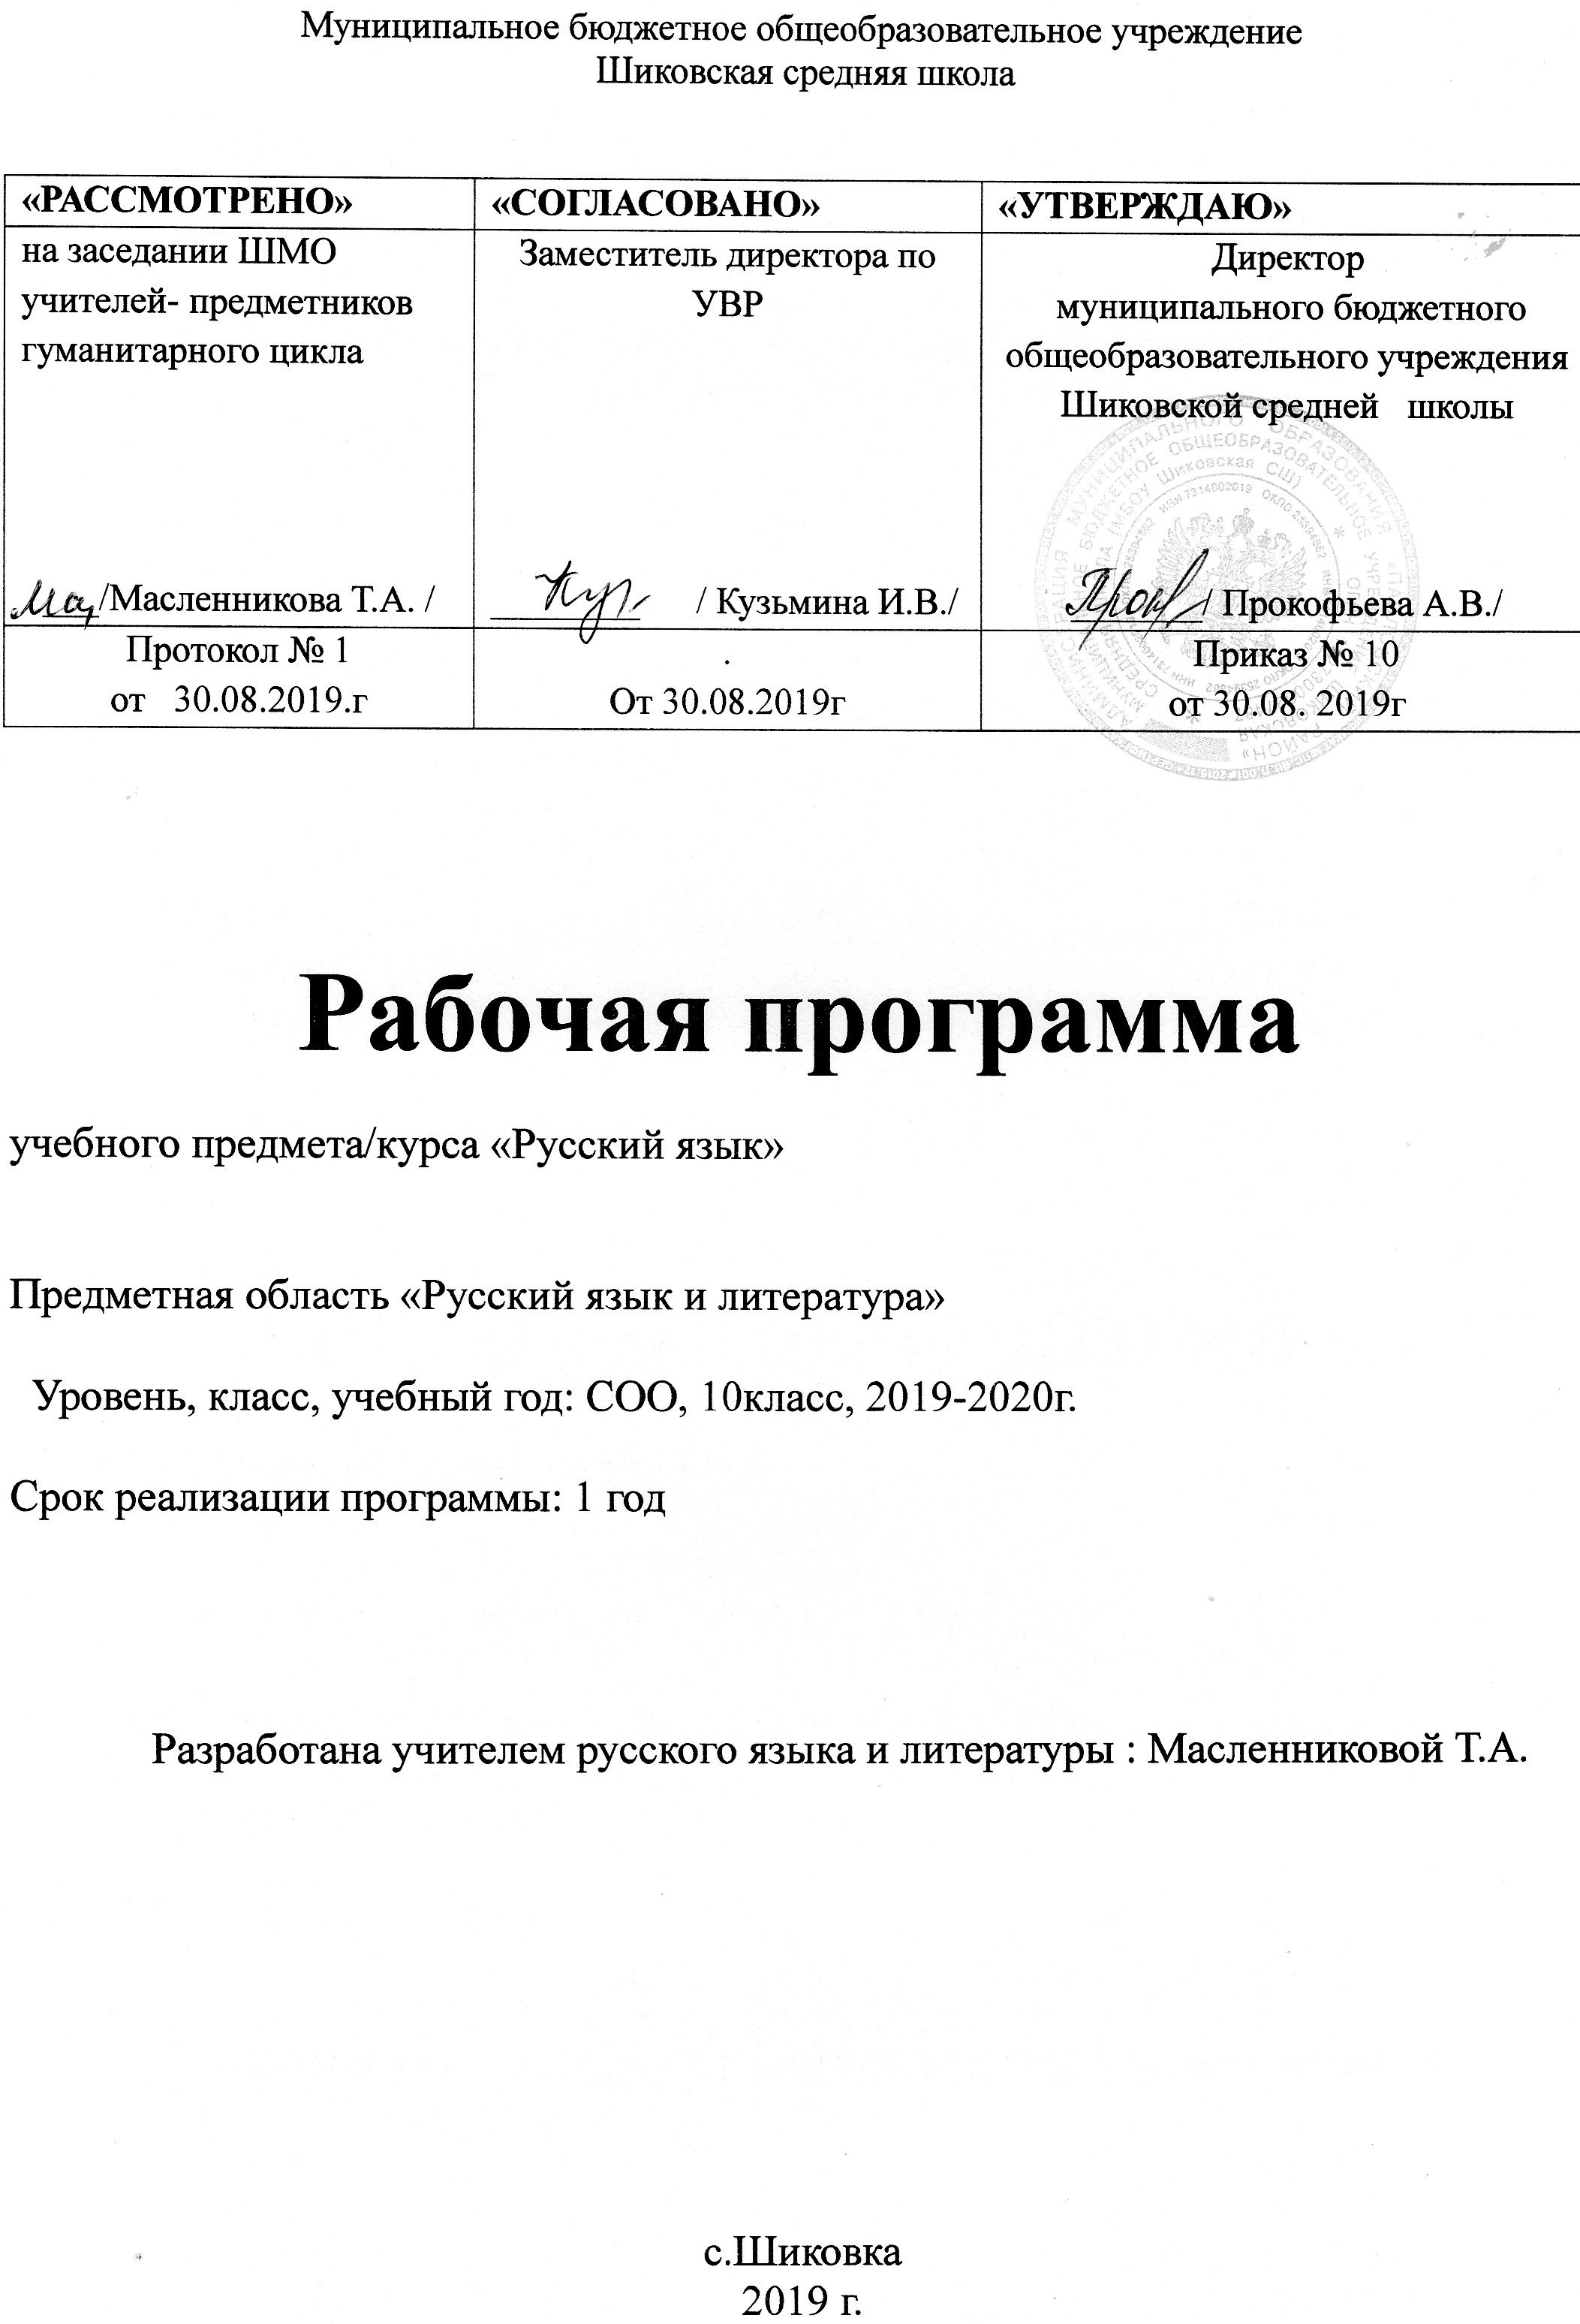 Муниципальное бюджетное общеобразовательное учреждение
Шиковская средняя школа
«РАССМОТРЕНО»
на заседании ШМО
учителей- предметников
гуманитарного цикла
/Масленникова Т.А. /
Протокол № 1
от 30.08.2019.г
«СОГЛАСОВАНО»
Заместитель директора по
УВР
/ Кузьмина И.В./
.
От 30.08.2019г
«УТВЕРЖДАЮ»
Директор
муниципального бюджетного
общеобразовательного учреждения
Шиковской средней школы
/ Прокофьева А.В./
Приказ № 10
от 30.08. 2019г
Рабочая программа
учебного предмета/курса «Русский язык»
Предметная область «Русский язык и литература»
Уровень, класс, учебный год: СОО, 10класс, 2019-2020г.
Срок реализации программы: 1 год
Разработана учителем русского языка и литературы : Масленниковой Т.А.
с.Шиковка
2019 г.